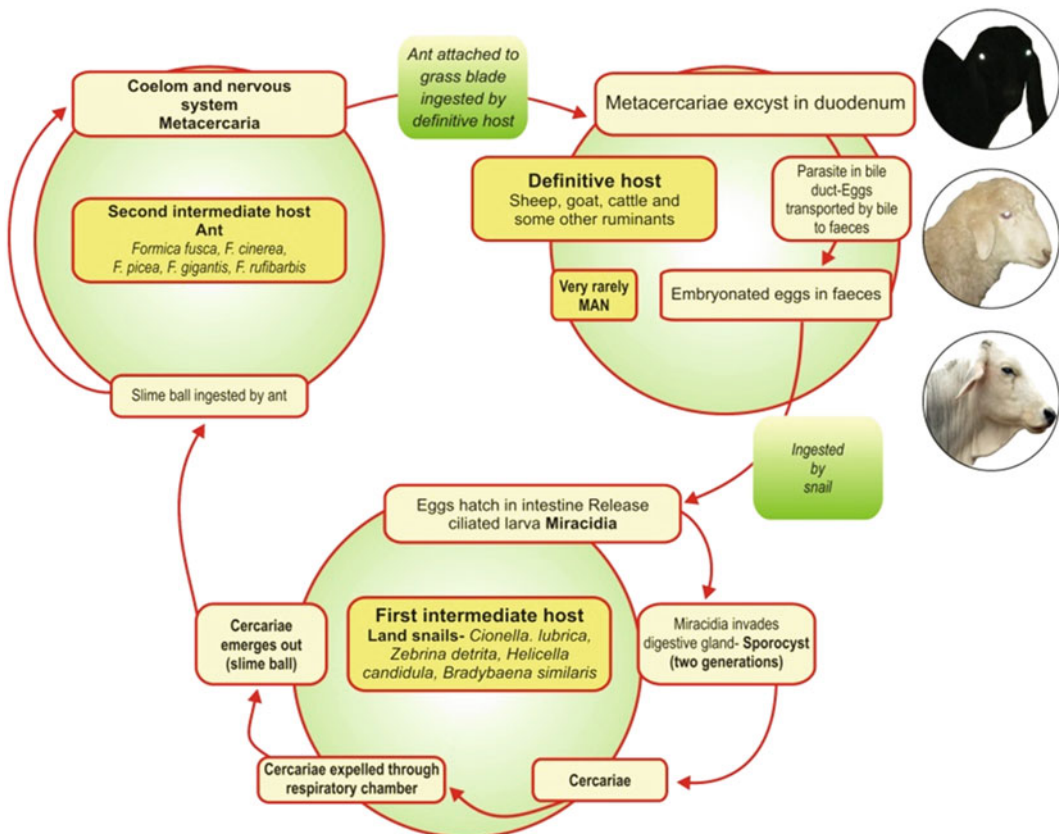 Coelom and nervous
system
Metacercaria
Ant attached to
grass blade
ingested by
definitive host
Metacercariae excyst in duodenum
Second intermediate host
Ant
Formica fusca, F. cinerea,
F. picea, F. gigantis, F. rufibarbis
Definitive host
Sheep, goat, cattle and
some other ruminants
Parasite in bile
duct-Eggs
transported by bile
to faeces
Very rarely
MAN
Embryonated eggs in faeces
Slime ball ingested by ant
Ingested
by
snail
Eggs hatch in intestine Release
ciliated larva Miracidia
First intermediate host
Land snails- Cionella. lubrica,
Zebrina detrita, Helicella
candidula, Bradybaena similaris
Miracidia invades
digestive gland- Sporocyst
(two generations)
Cercariae
emerges out
(slime ball)
Cercariae expelled through
respiratory chamber
Cercariae